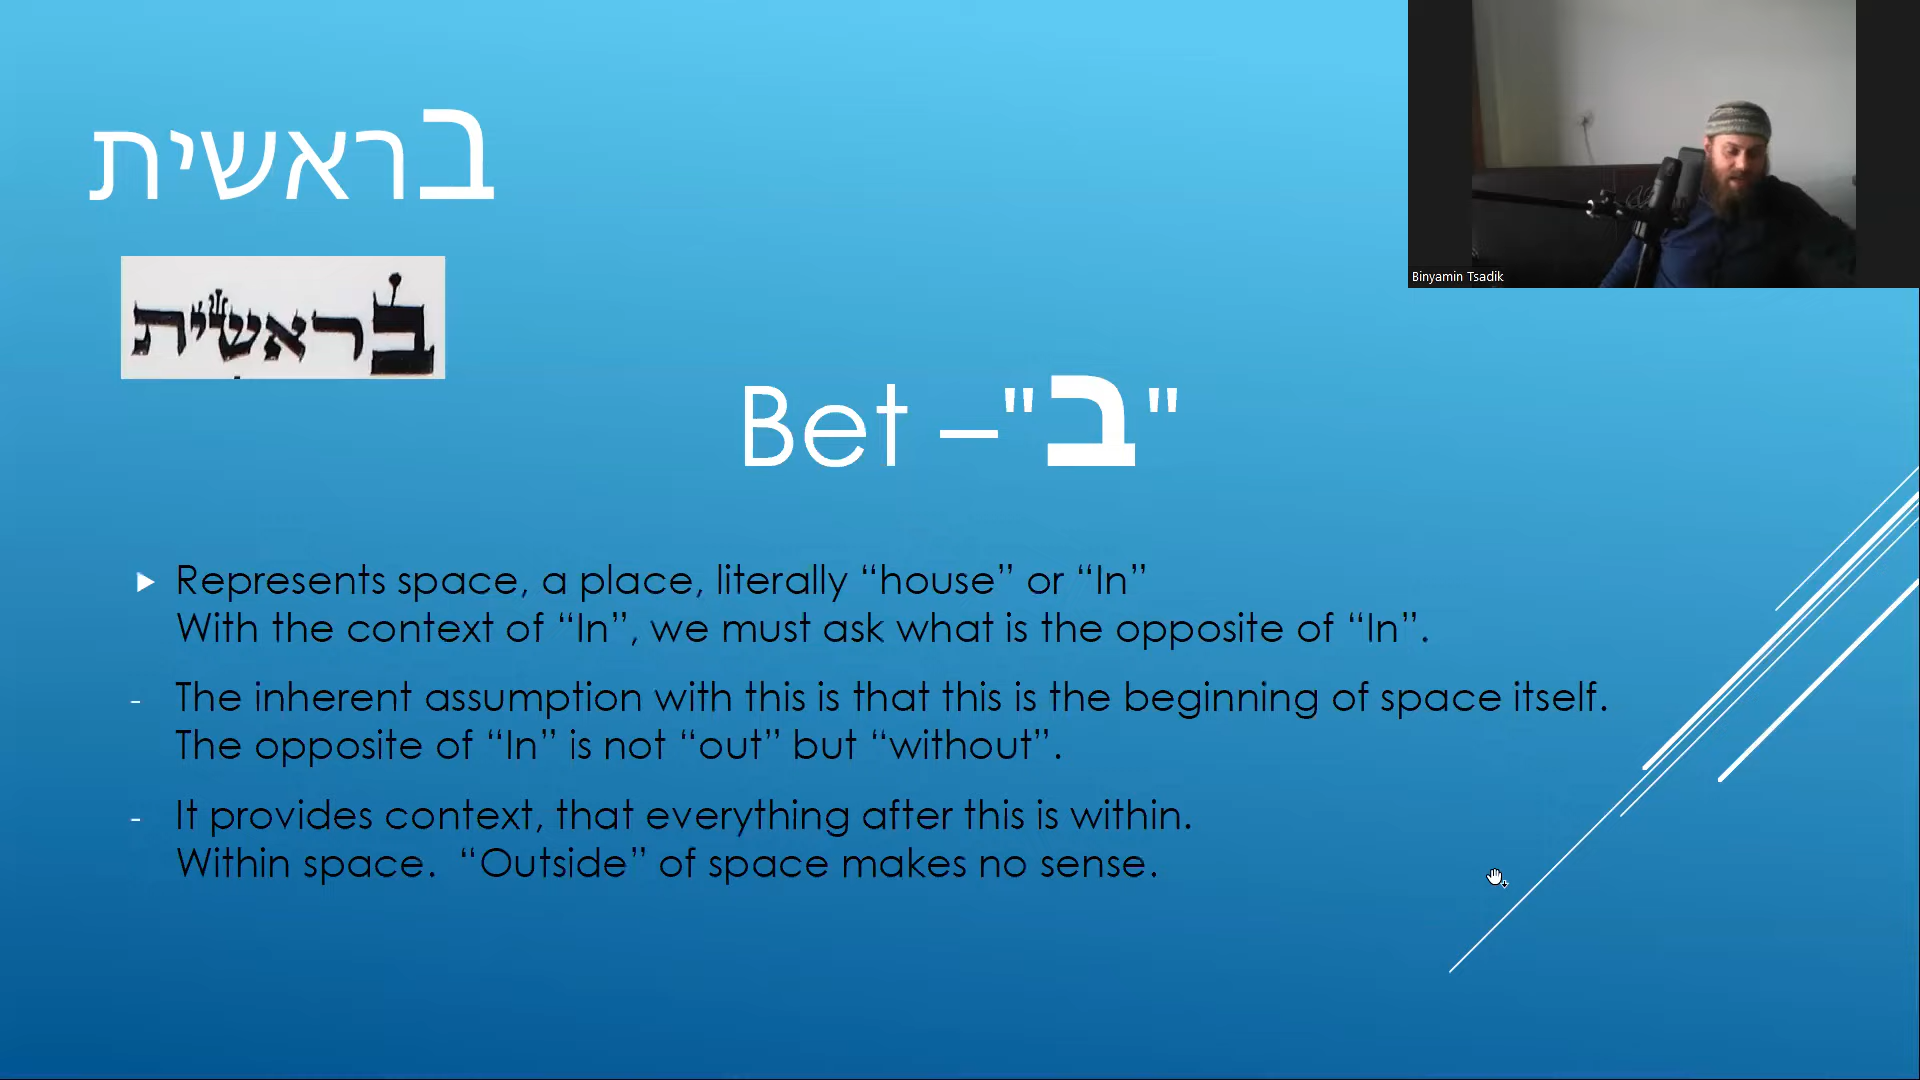 בראשית
Binyamin Tsadik
בראשית
Bet –"ב"
Represents space, a place, literally “house” or “In”
With the context of “In”, we must ask what is the opposite of “In”.
- The inherent assumption with this is that this is the beginning of space itself.
The opposite of “In” is not “out” but “without”.
- It provides context, that everything after this is within.
Within space. “Outside” of space makes no sense.